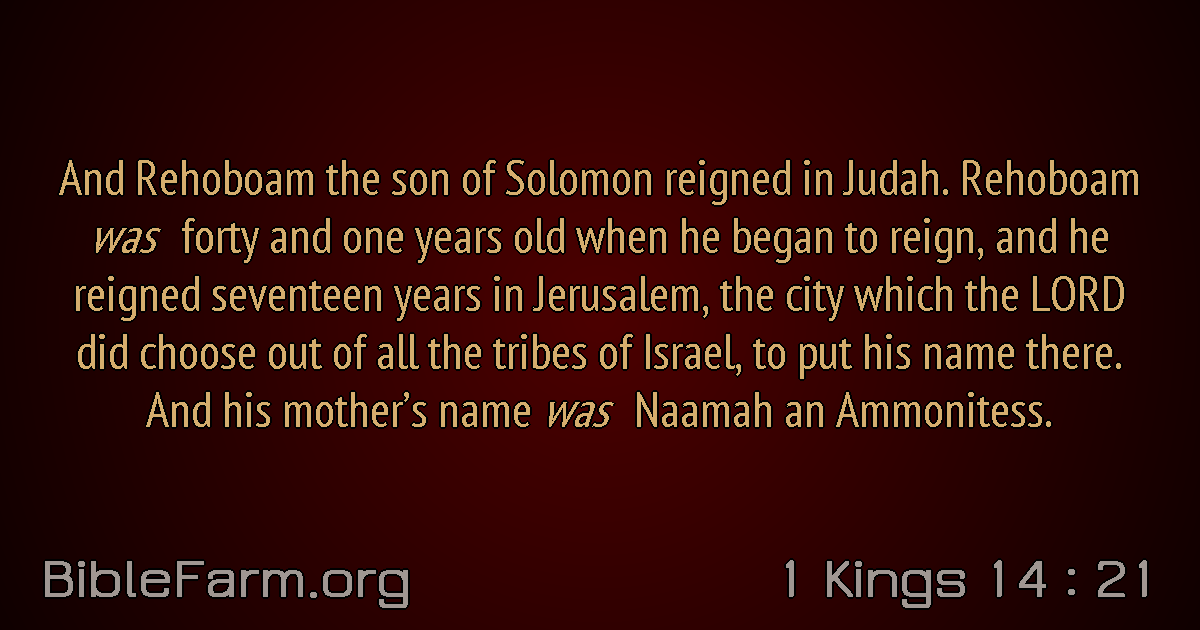 And Rehoboam the son of Solomon reigned in Judah. Rehoboam
was forty and one years old when he began to reign, and he
reigned seventeen years in Jerusalem, the city which the LORD
did choose out of all the tribes of Israel, to put his name there.
And his mother’s name was Naamah an Ammonitess.
BibleFarm.org
1 Kings 14 : 21